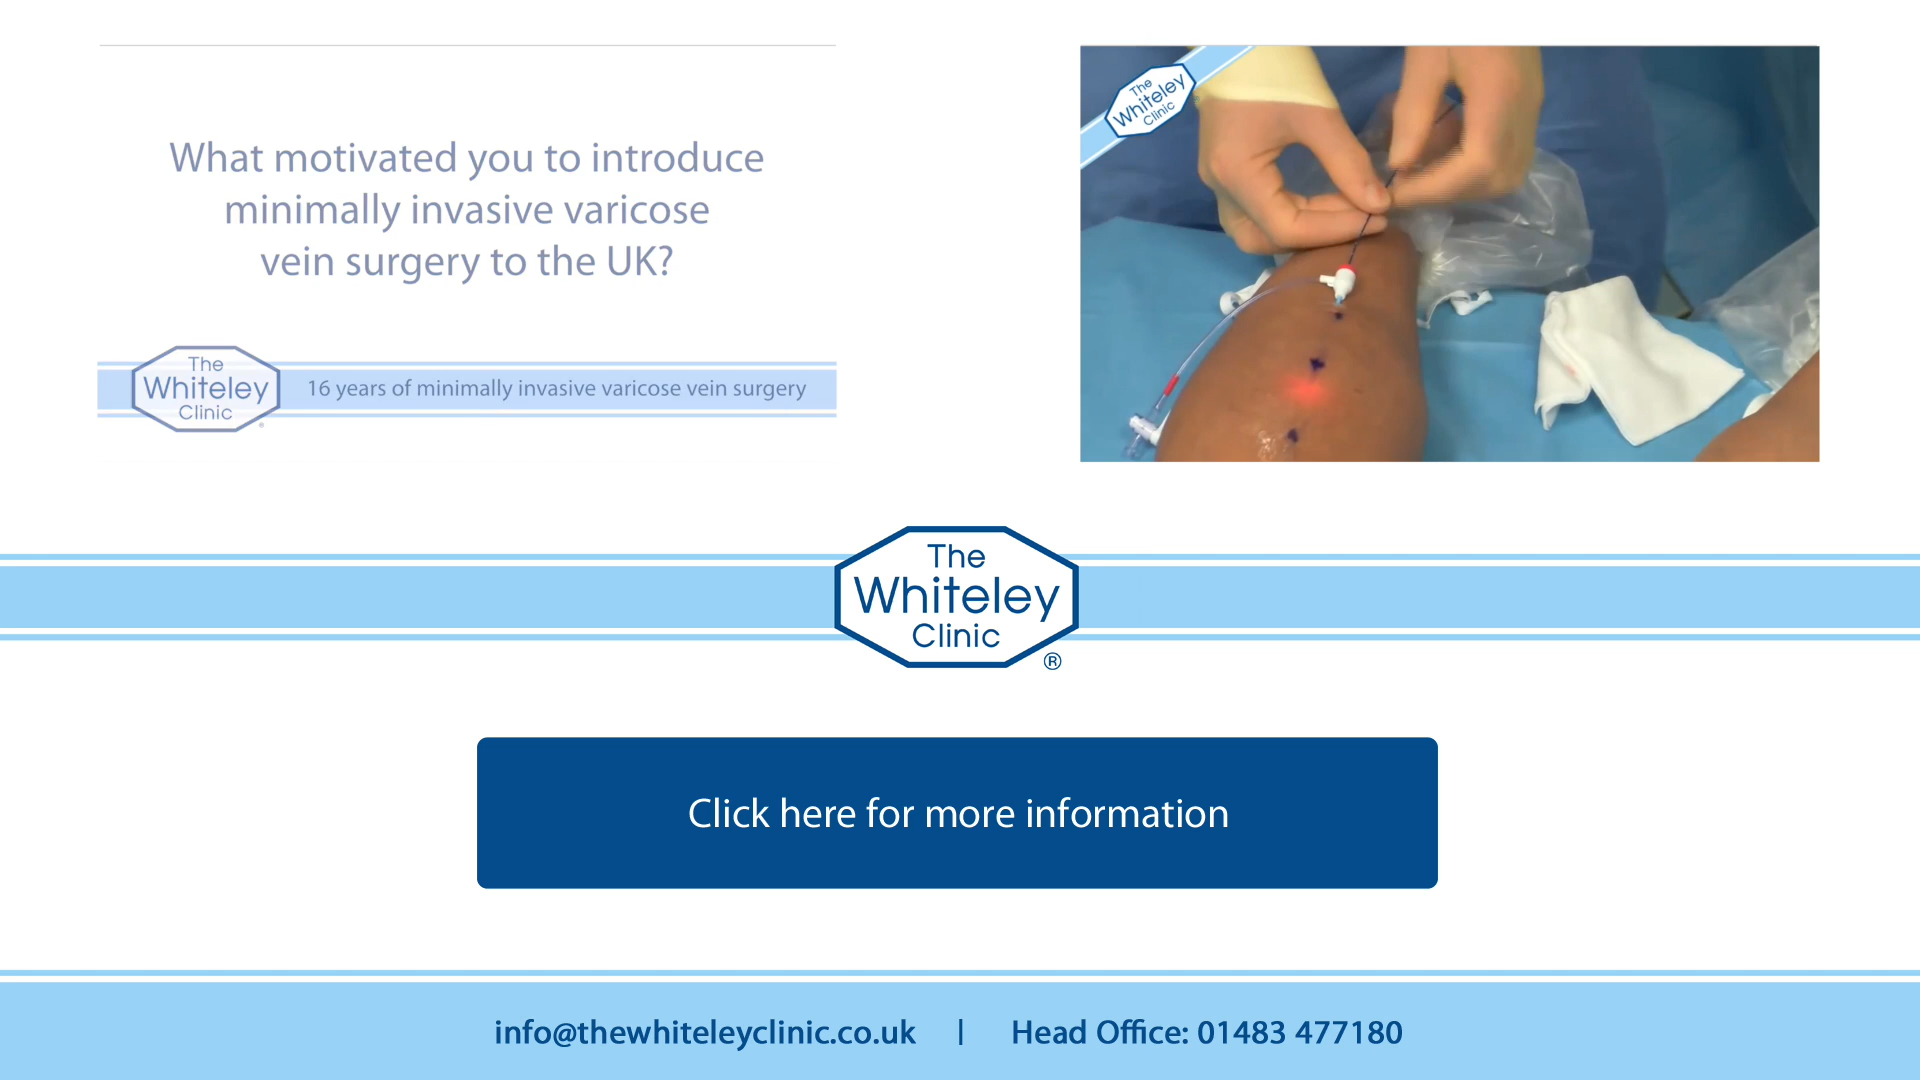 What motivated you to introduce
minimally invasive varicose
vein surgery to the UK?
The
Whiteley
Clinic
16 years of minimally invasive varicose vein surgery
The
Whiteley
Clinic
The
Whiteley
Clinic
®
Click here for more information
info@thewhiteleyclinic.co.uk | Head Office: 01483 477180